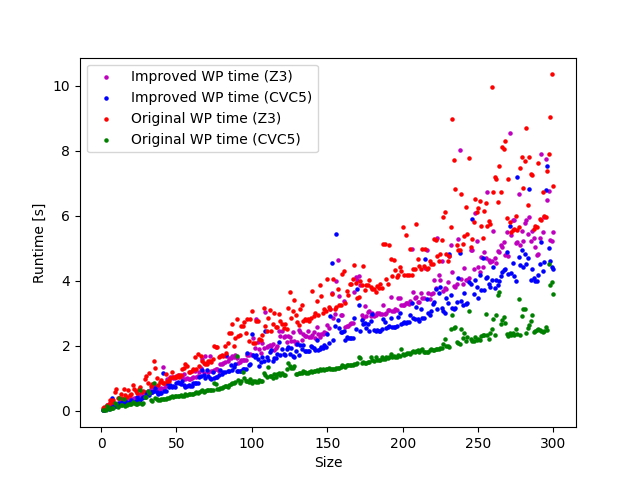 Improved WP time (Z3)
Improved WP time (CVC5)
Original WP time (Z3)
Original WP time (CVC5)
10
8
6
4
2
0
Runtime [s]
0 50 100 150 200 250 300
Size